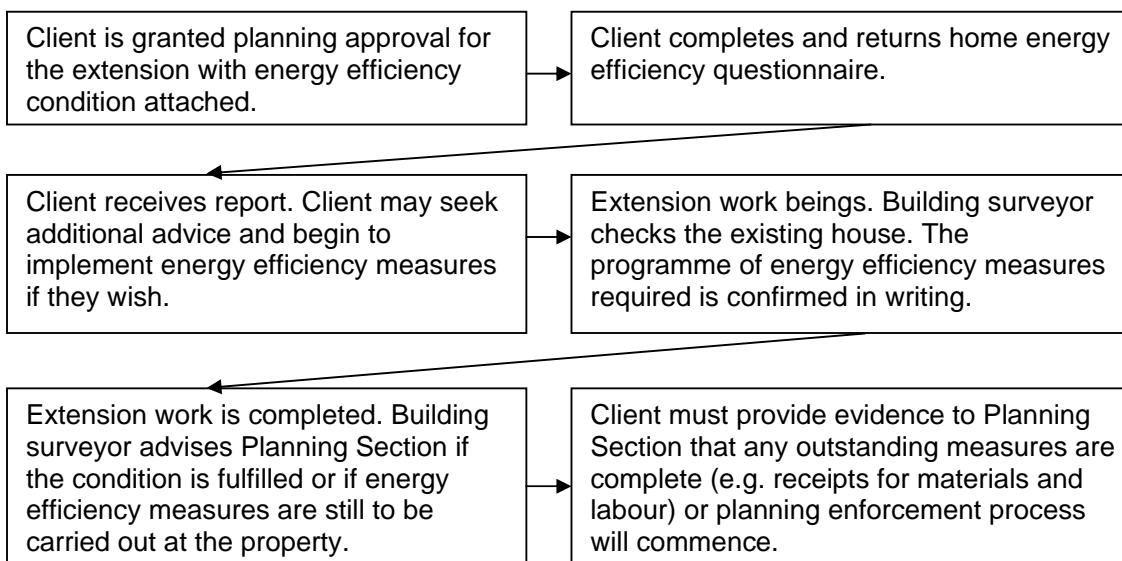 Client is granted planning approval for
the extension with energy efficiency
condition attached.
Client completes and returns home energy
efficiency questionnaire.
Client receives report. Client may seek
additional advice and begin to
implement energy efficiency measures
if they wish.
Extension work beings. Building surveyor
checks the existing house. The
programme of energy efficiency measures
required is confirmed in writing.
Extension work is completed. Building
surveyor advises Planning Section if
the condition is fulfilled or if energy
efficiency measures are still to be
carried out at the property.
Client must provide evidence to Planning
Section that any outstanding measures are
complete (e.g. receipts for materials and
labour) or planning enforcement process
will commence.